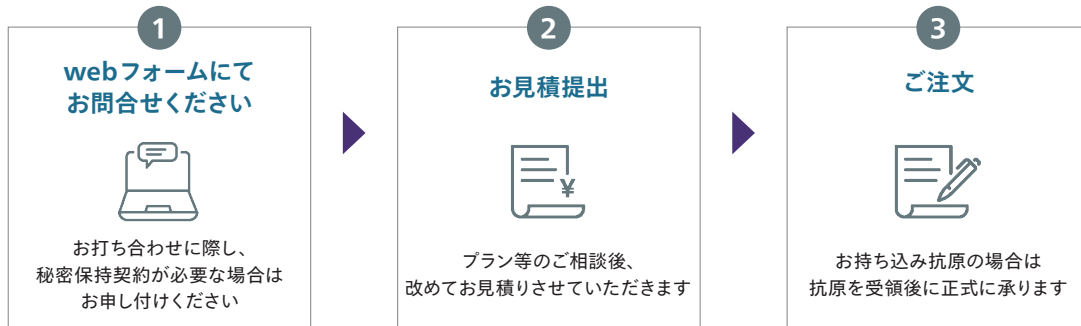 1
webフォームにて
お問合せください
お打ち合わせに際し、
秘密保持契約が必要な場合は
お申し付けください
2
お見積提出
¥
プラン等のご相談後、
改めてお見積りさせていただきます
3
ご注文
お持ち込み抗原の場合は
抗原を受領後に正式に承ります